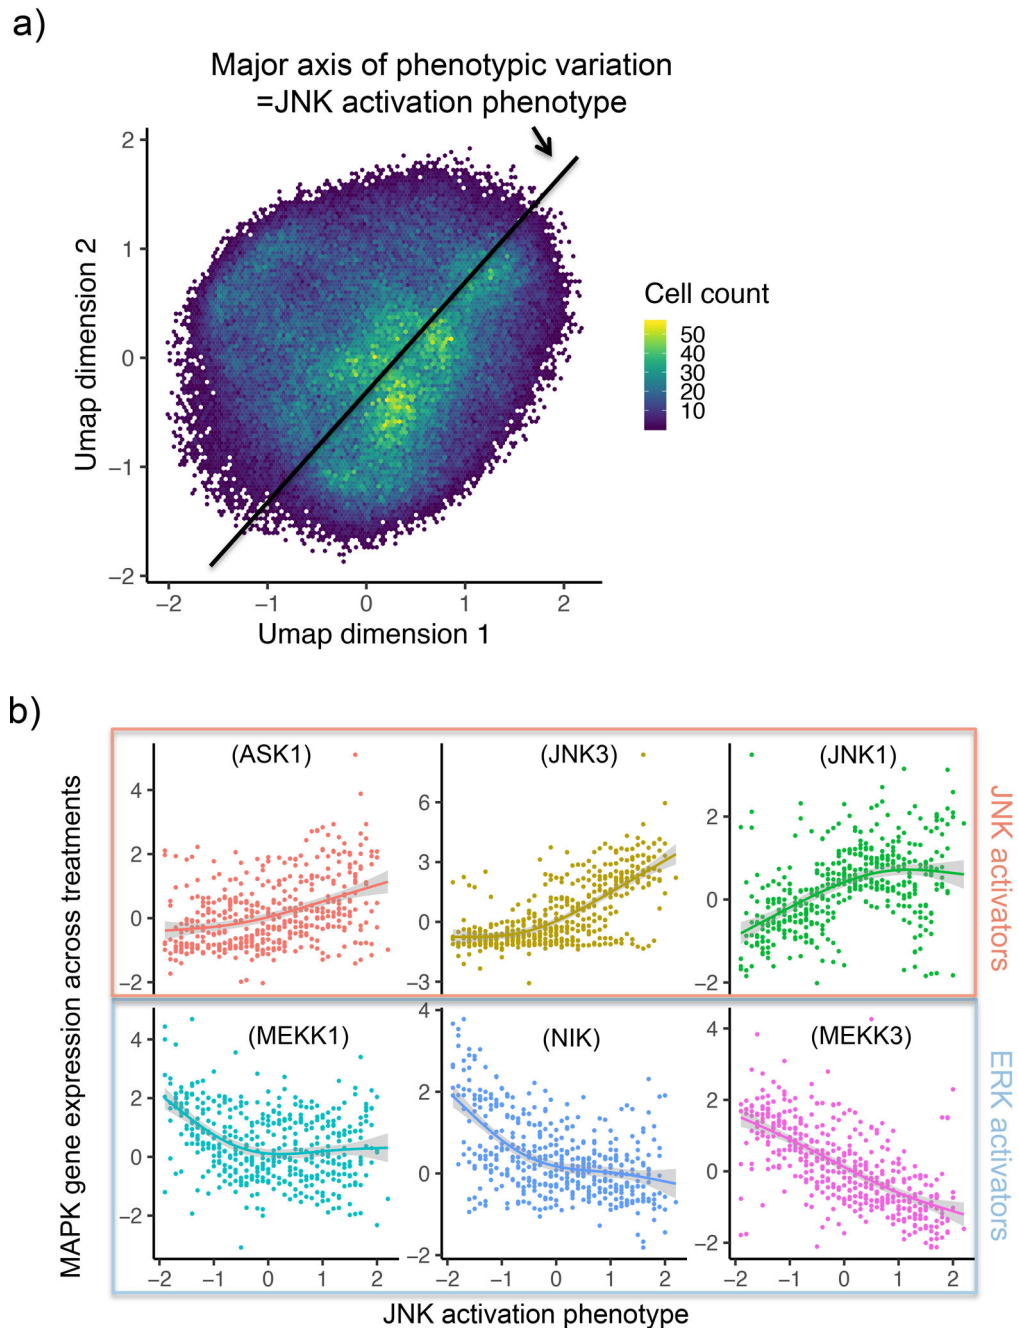 a)
Major axis of phenotypic variation
=JNK activation phenotype
2
1
0
−1
−2
Umap dimension 2
−2 −1 0 1 2
Umap dimension 1
Cell count
50
40
30
20
10
b)
MAPK gene expression across treatments
(ASK1) (JNK3) (JNK1)
4
2
0
−2
6
3
0
−3
2
0
−2
JNK activators
(MEKK1) (NIK) (MEKK3)
4
2
0
−2
4
2
0
−2
4
2
0
−2
ERK activators
−2 −1 0 1 2 −2 −1 0 1 2 −2 −1 0 1 2
JNK activation phenotype